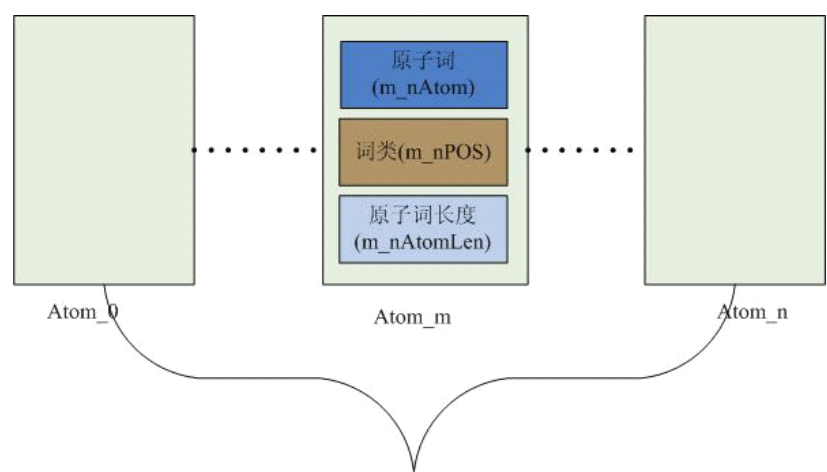 原子词
(m_nAtom)
词类(m_nPOS)
原子词长度
(m_nAtomLen)
Atom_0
Atom_m
Atom_n